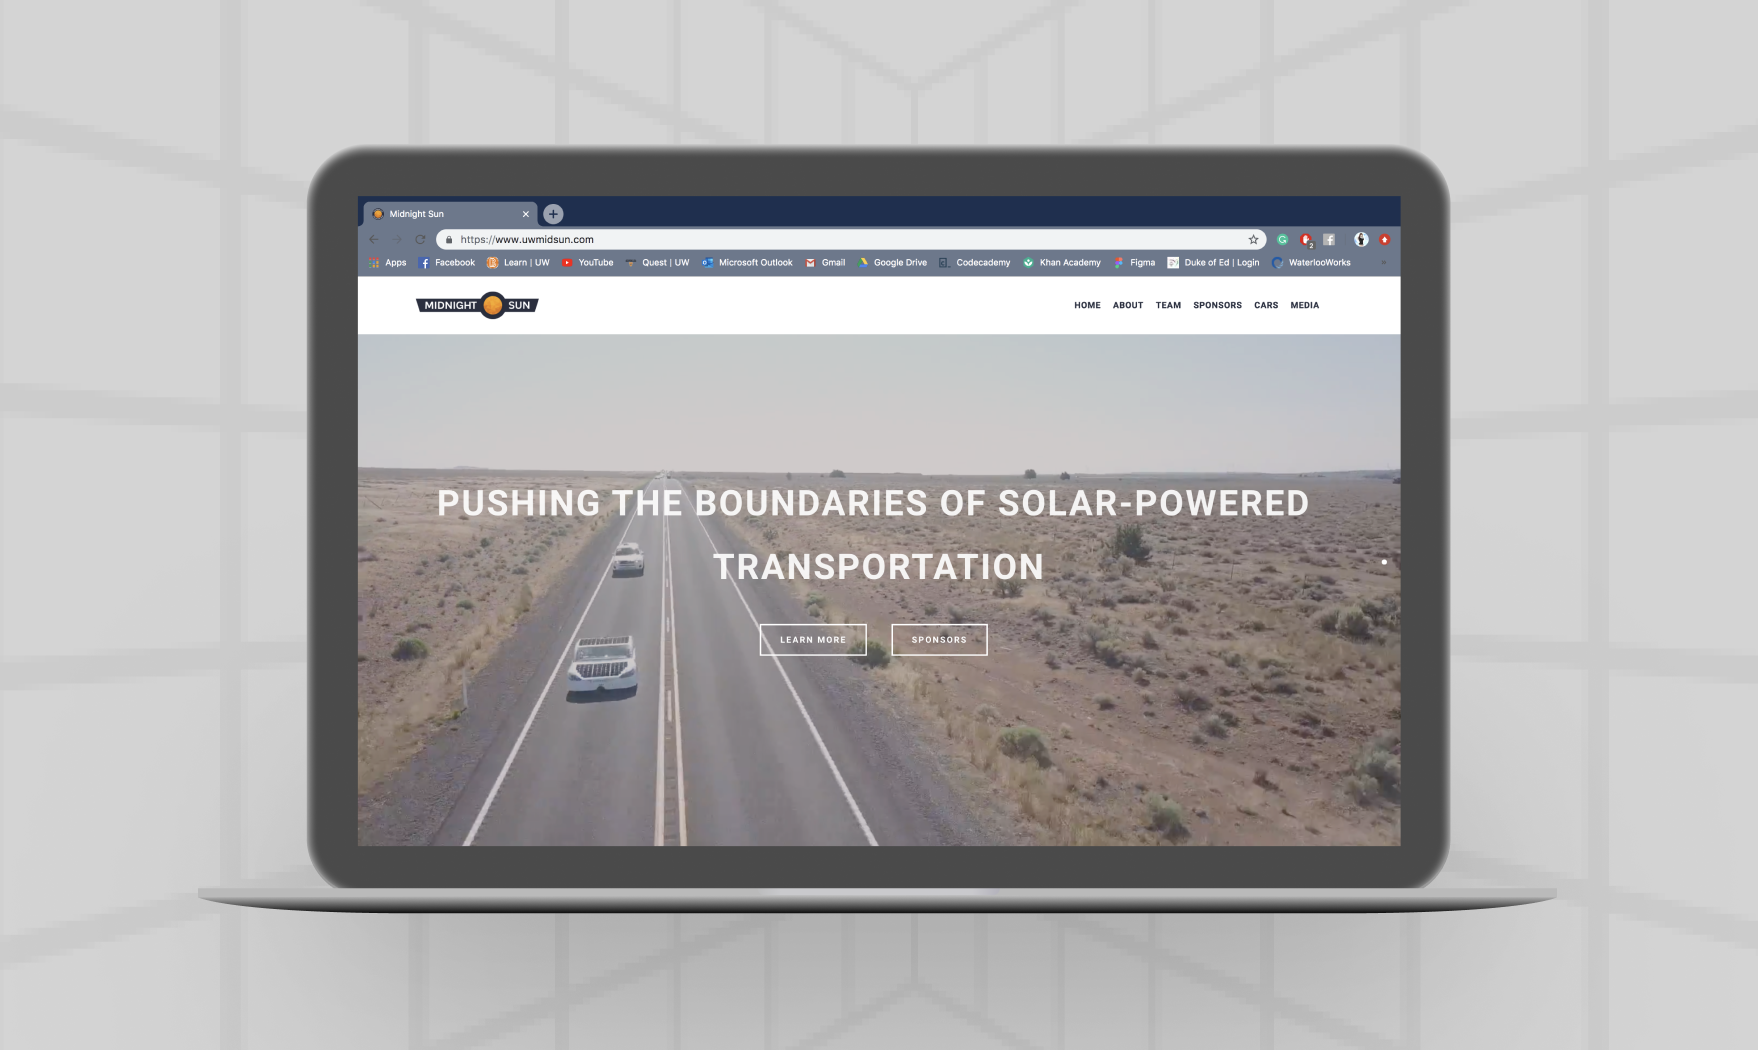 Midnight Sun
https://www.uwmidsun.com
2
Apps Facebook Learn | UW YouTube Quest | UW Microsoft Outlook Gmail Google Drive Codecademy Khan Academy Figma Duke of Ed | Login WaterlooWorks
MIDNIGHT SUN
HOME ABOUT TEAM SPONSORS CARS MEDIA
PUSHING THE BOUNDARIES OF SOLAR-POWERED
TRANSPORTATION
LEARN MORE SPONSORS